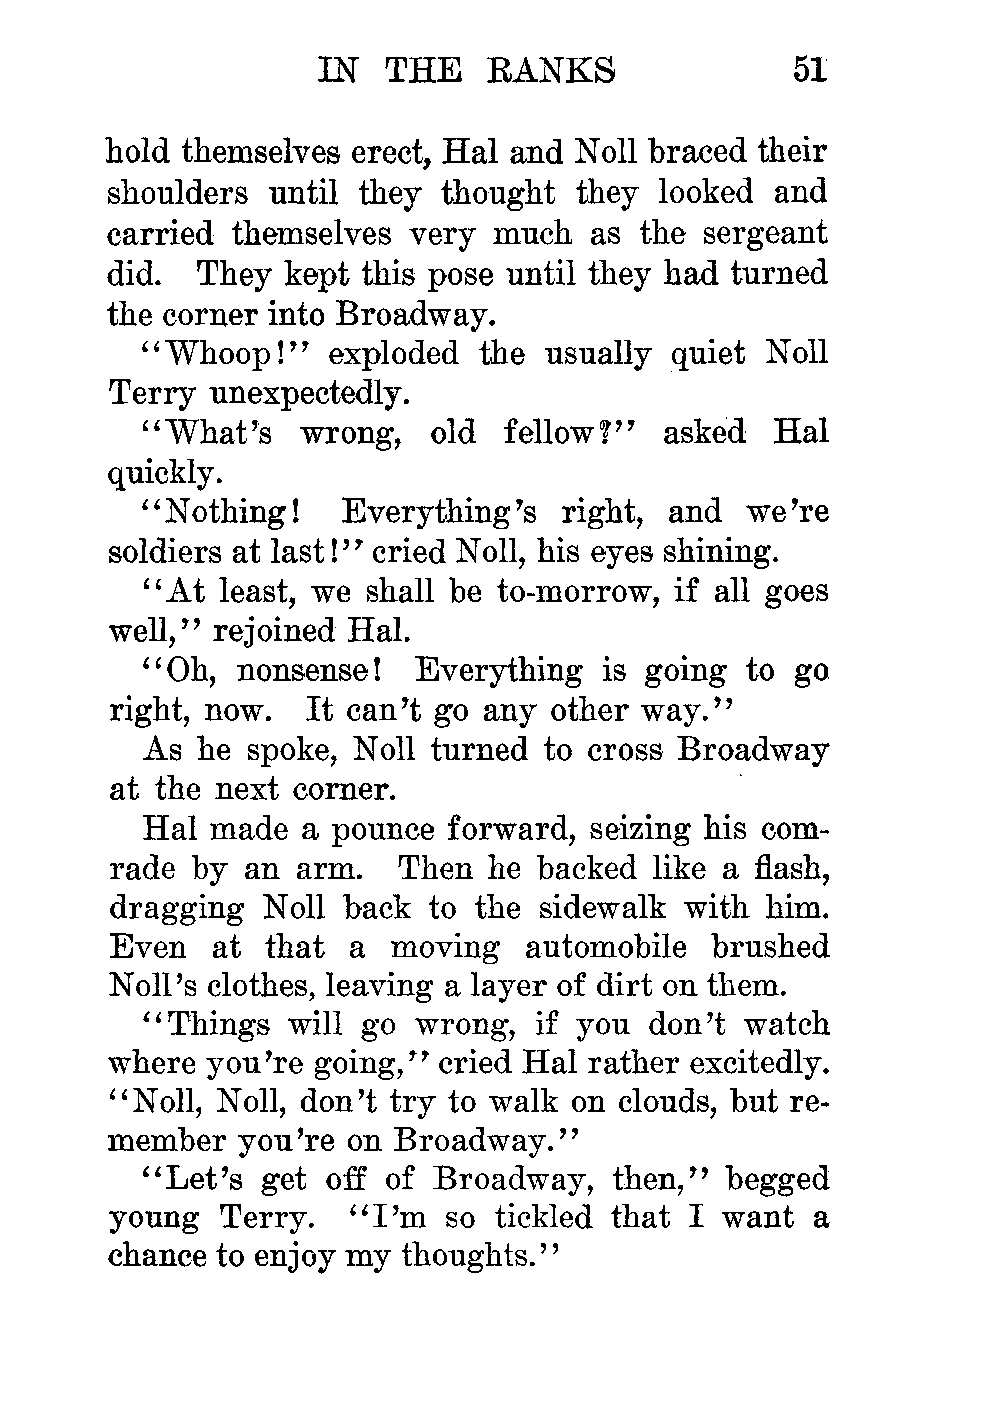 IN THE RANKS 51
hold themselves erect, Hal and Noll braced their
shoulders until they thought they looked and
carried themselves very much as the sergeant
did. They kept this pose until they had turned
the corner into Broadway.
"Whoop!" exploded the usually quiet Noll
Terry unexpectedly.
"What's wrong, old fellow?" asked Hal
quickly.
"Nothing! Everything's right, and we're
soldiers at last!" cried Noll, his eyes shining.
"At least, we shall be to-morrow, if all goes
well," rejoined Hal.
"Oh, nonsense! Everything is going to go
right, now. It can't go any other way."
As he spoke, Noll turned to cross Broadway
at the next corner.
Hal made a pounce forward, seizing his com-
rade by an arm. Then he backed like a flash,
dragging Noll back to the sidewalk with him.
Even at that a moving automobile brushed
Noll's clothes, leaving a layer of dirt on them.
"Things will go wrong, if you don't watch
where you're going," cried Hal rather excitedly.
"Noll, Noll, don't try to walk on clouds, but re-
member you're on Broadway."
"Let's get off of Broadway, then," begged
young Terry. "I'm so tickled that I want a
chance to enjoy my thoughts."